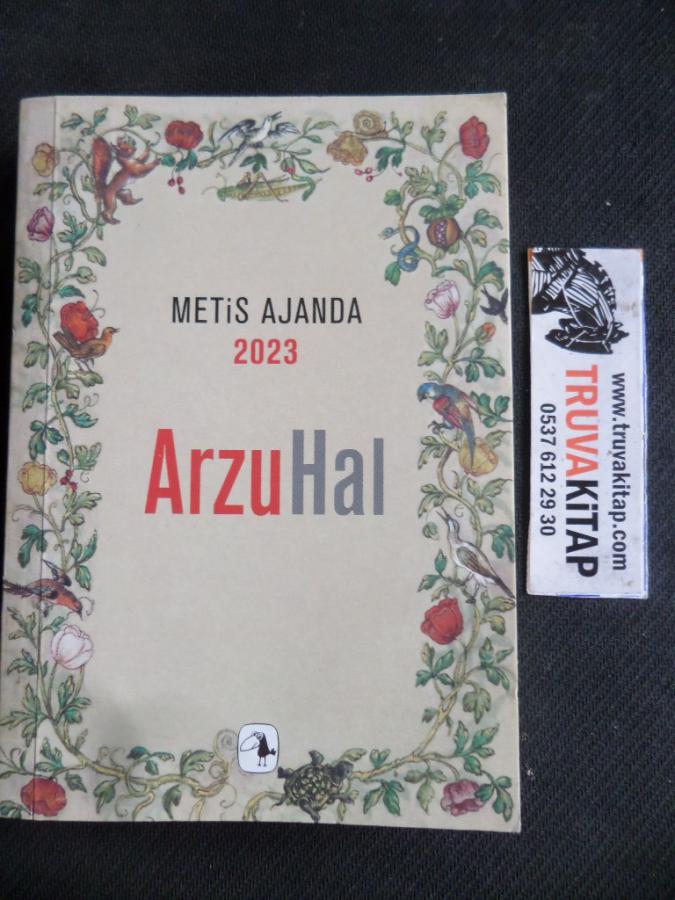 METiS AJANDA
2023
ArzuHal
www.truvakitap.com
TRUVAKiTAP
0537 612 29 30